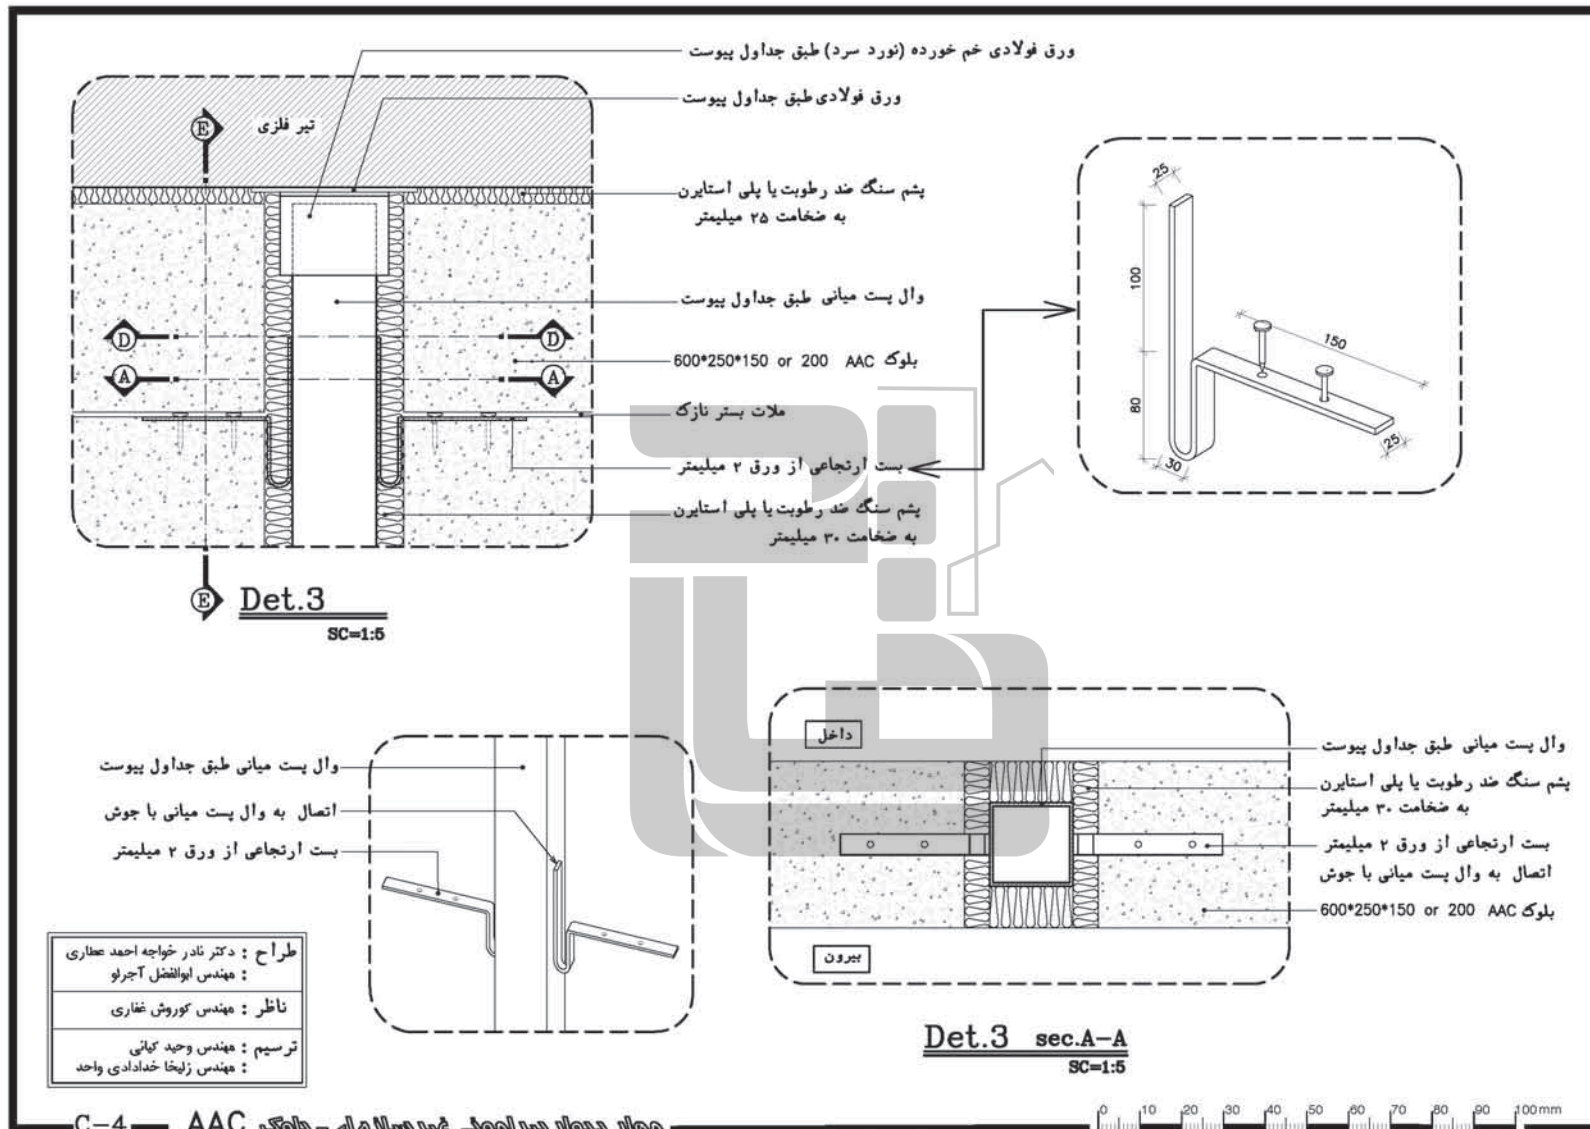 ورق فولادی خم خورده (نورد سرد) طبق جداول پیوست
ورق فولادی طبق جداول پیوست
تیر فلزی
E
پشم سنگ ضد رطوبت یا پلی استایرن
به ضخامت ۲۵ میلیمتر
وال پست میانی طبق جداول پیوست
D
D
بلوک AAC 600*250*150 or 200
A
A
ملات بستر نازک
بست ارتجاعی از ورق ۲ میلیمتر
پشم سنگ ضد رطوبت یا پلی استایرن
به ضخامت ۳۰ میلیمتر
E
Det.3
SC=1:5
25
100
150
80
30
25
وال پست میانی طبق جداول پیوست
اتصال به وال پست میانی با جوش
بست ارتجاعی از ورق ۲ میلیمتر
داخل
وال پست میانی طبق جداول پیوست
پشم سنگ ضد رطوبت یا پلی استایرن
به ضخامت ۳۰ میلیمتر
بست ارتجاعی از ورق ۲ میلیمتر
اتصال به وال پست میانی با جوش
بلوک AAC 600*250*150 or 200
بیرون
Det.3 sec.A-A
SC=1:5
طراح : دکتر نادر خواجه احمد عطاری
: مهندس ابوالفضل آجرلو
ناظر : مهندس کوروش غفاری
ترسیم : مهندس وحید کیانی
: مهندس زلیخا خدادادی واحد
C-4
مهار دیوار پیرامونی غیر سازه ای - بلوک AAC
0 10 20 30 40 50 60 70 80 90 100mm